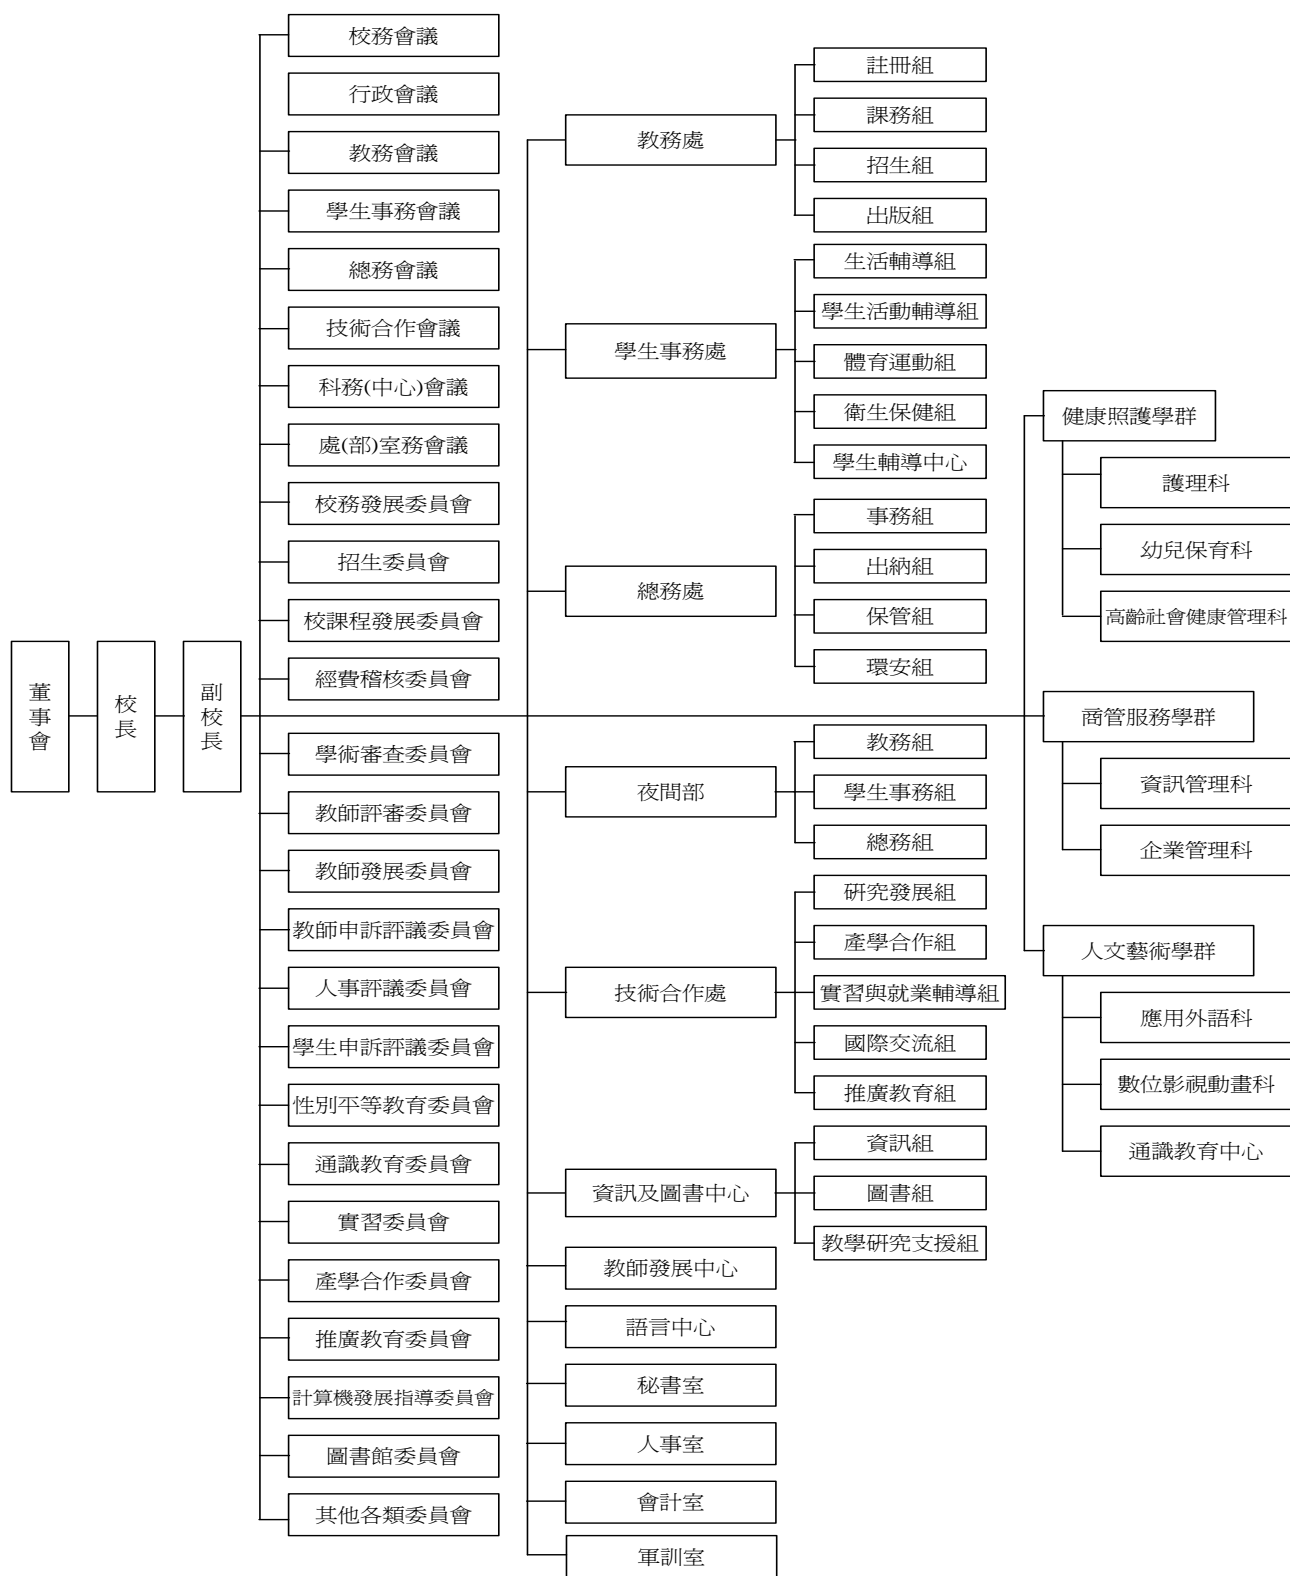 董事會
校長
副校長
校務會議
行政會議
教務會議
學生事務會議
總務會議
技術合作會議
科務(中心)會議
處(部)室務會議
校務發展委員會
招生委員會
校課程發展委員會
經費稽核委員會
學術審查委員會
教師評審委員會
教師發展委員會
教師申訴評議委員會
人事評議委員會
學生申訴評議委員會
性別平等教育委員會
通識教育委員會
實習委員會
產學合作委員會
推廣教育委員會
計算機發展指導委員會
圖書館委員會
其他各類委員會
教務處
註冊組
課務組
招生組
出版組
學生事務處
生活輔導組
學生活動輔導組
體育運動組
衛生保健組
學生輔導中心
總務處
事務組
出納組
保管組
環安組
夜間部
教務組
學生事務組
總務組
技術合作處
研究發展組
產學合作組
實習與就業輔導組
國際交流組
推廣教育組
資訊及圖書中心
資訊組
圖書組
教學研究支援組
教師發展中心
語言中心
秘書室
人事室
會計室
軍訓室
健康照護學群
護理科
幼兒保育科
高齡社會健康管理科
商管服務學群
資訊管理科
企業管理科
人文藝術學群
應用外語科
數位影視動畫科
通識教育中心